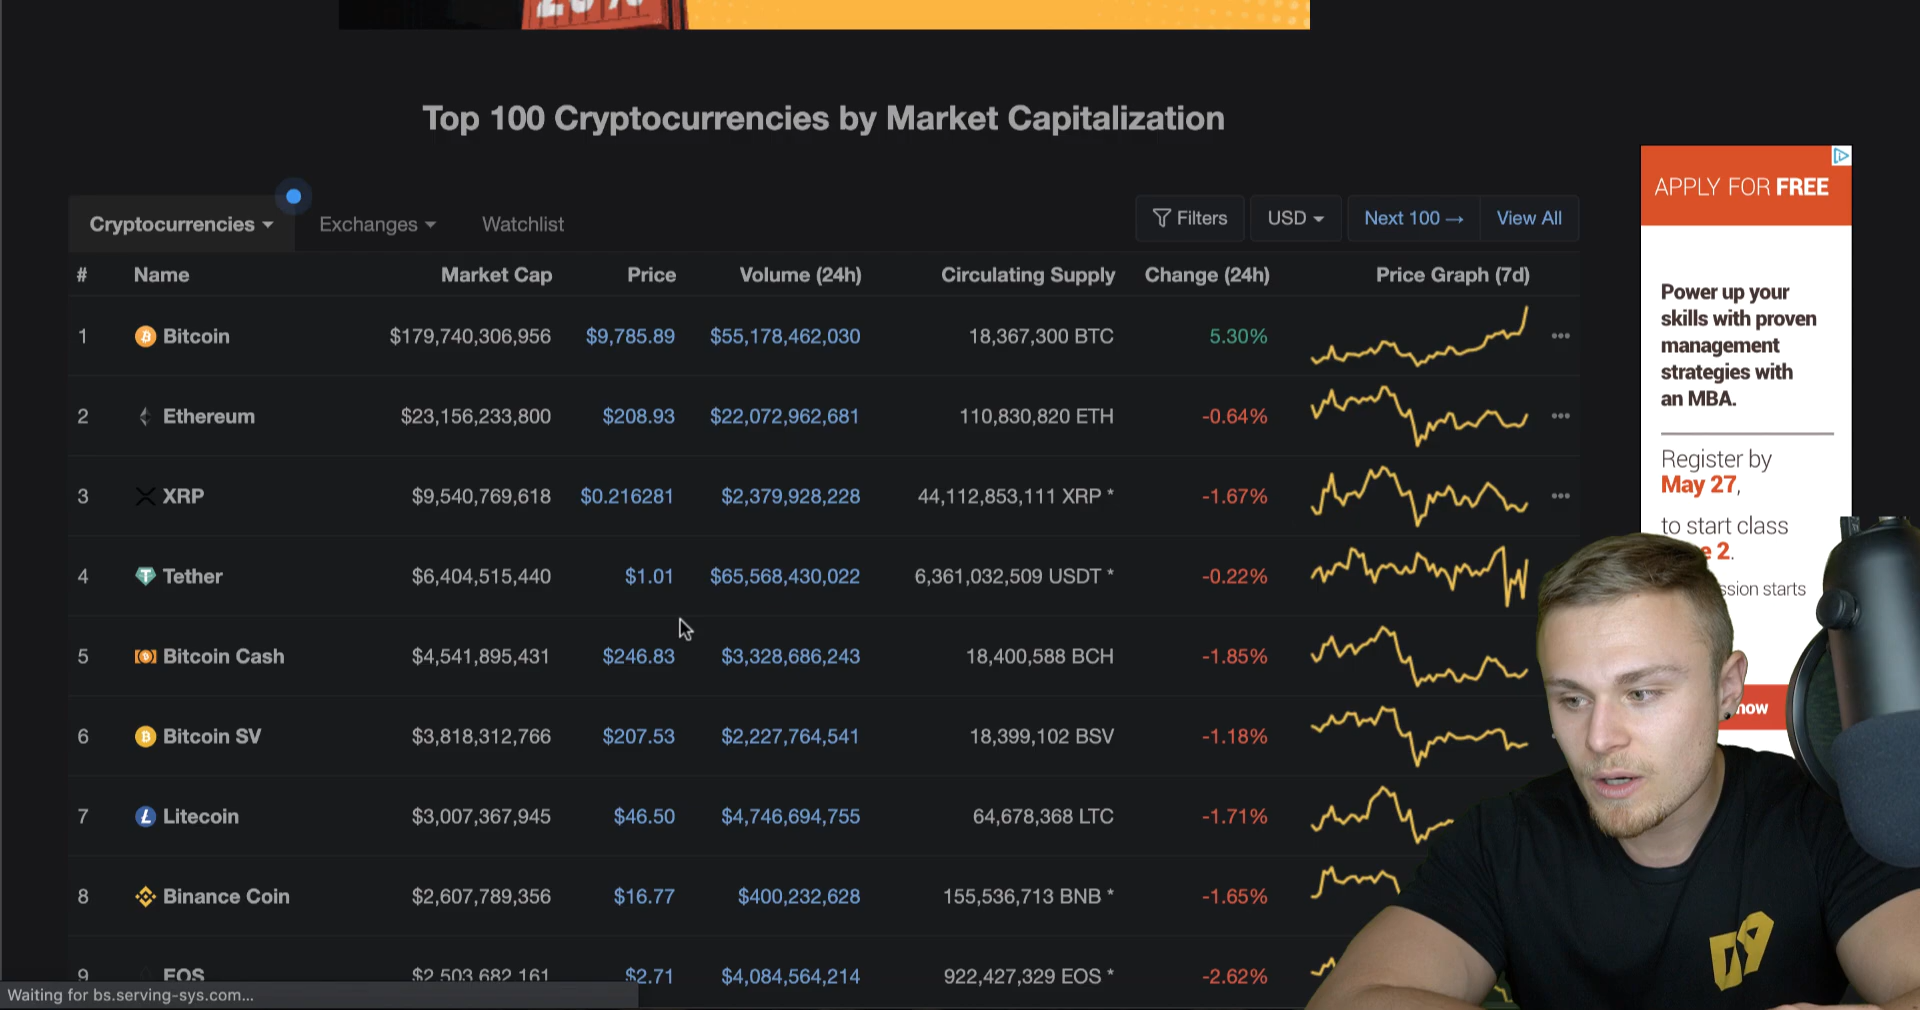 20%
Top 100 Cryptocurrencies by Market Capitalization
Cryptocurrencies Exchanges Watchlist Filters USD Next 100 → View All
# Name Market Cap Price Volume (24h) Circulating Supply Change (24h) Price Graph (7d)
1 Bitcoin $179,740,306,956 $9,785.89 $55,178,462,030 18,367,300 BTC 5.30%
2 Ethereum $23,156,233,800 $208.93 $22,072,962,681 110,830,820 ETH -0.64%
3 XRP $9,540,769,618 $0.216281 $2,379,928,228 44,112,853,111 XRP * -1.67%
4 Tether $6,404,515,440 $1.01 $65,568,430,022 6,361,032,509 USDT * -0.22%
5 Bitcoin Cash $4,541,895,431 $246.83 $3,328,686,243 18,400,588 BCH -1.85%
6 Bitcoin SV $3,818,312,766 $207.53 $2,227,764,541 18,399,102 BSV -1.18%
7 Litecoin $3,007,367,945 $46.50 $4,746,694,755 64,678,368 LTC -1.71%
8 Binance Coin $2,607,789,356 $16.77 $400,232,628 155,536,713 BNB * -1.65%
9 EOS $2,503,682,161 $2.71 $4,084,564,214 922,427,329 EOS * -2.62%
Waiting for bs.serving-sys.com...
APPLY FOR FREE
Power up your
skills with proven
management
strategies with
an MBA.
Register by
May 27,
to start class
2.
starts
now